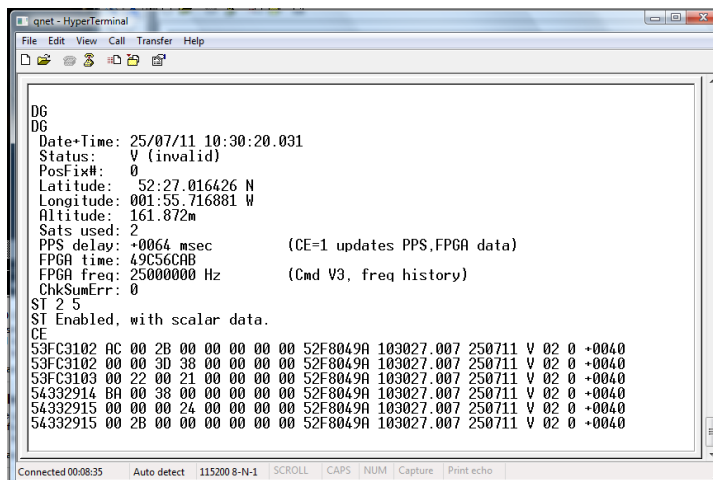 qnet - HyperTerminal
File Edit View Call Transfer Help
DG
DG
Date+Time: 25/07/11 10:30:20.031
Status: V (invalid)
PosFix#: 0
Latitude: 52:27.016426 N
Longitude: 001:55.716881 W
Altitude: 161.872m
Sats used: 2
PPS delay: +0064 msec (CE=1 updates PPS,FPGA data)
FPGA time: 49C56CAB
FPGA freq: 25000000 Hz (Cmd V3, freq history)
ChkSumErr: 0
ST 2 5
ST Enabled, with scalar data.
CE
53FC3102 AC 00 2B 00 00 00 00 00 52F8049A 103027.007 250711 V 02 0 +0040
53FC3102 00 00 3D 38 00 00 00 00 52F8049A 103027.007 250711 V 02 0 +0040
53FC3103 00 22 00 21 00 00 00 00 52F8049A 103027.007 250711 V 02 0 +0040
54332914 BA 00 38 00 00 00 00 00 52F8049A 103027.007 250711 V 02 0 +0040
54332915 00 00 00 24 00 00 00 00 52F8049A 103027.007 250711 V 02 0 +0040
54332915 00 2B 00 00 00 00 00 00 52F8049A 103027.007 250711 V 02 0 +0040
Connected 00:08:35 Auto detect 115200 8-N-1 SCROLL CAPS NUM Capture Print echo